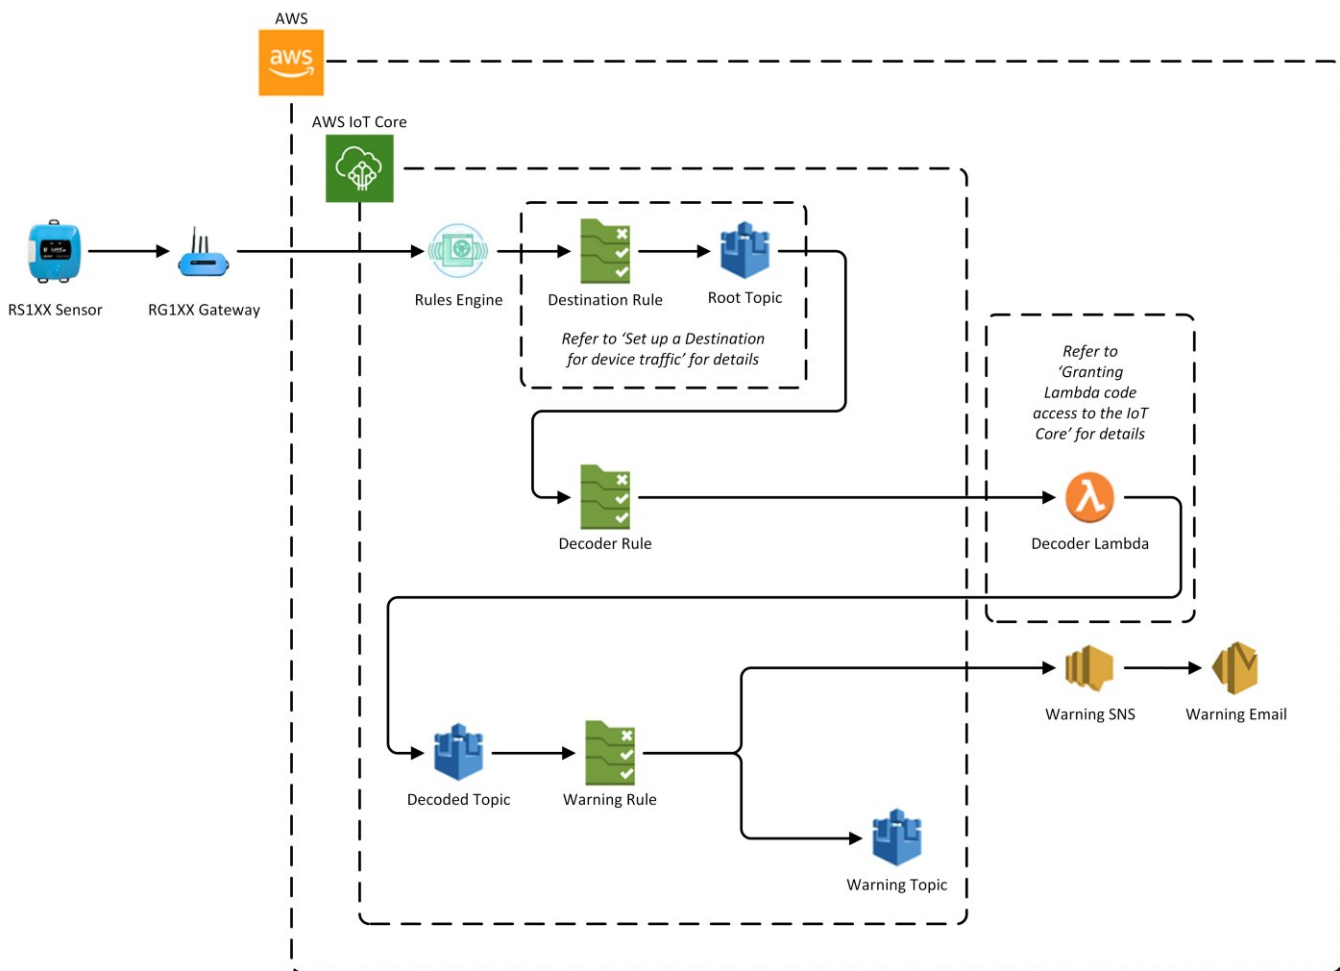 AWS
aws
AWS IoT Core
RS1XX Sensor
RG1XX Gateway
Rules Engine
Destination Rule
Root Topic
Refer to ‘Set up a Destination
for device traffic’ for details
Refer to
‘Granting
Lambda code
access to the IoT
Core’ for details
Decoder Rule
λ
Decoder Lambda
Warning SNS
Warning Email
Decoded Topic
Warning Rule
Warning Topic